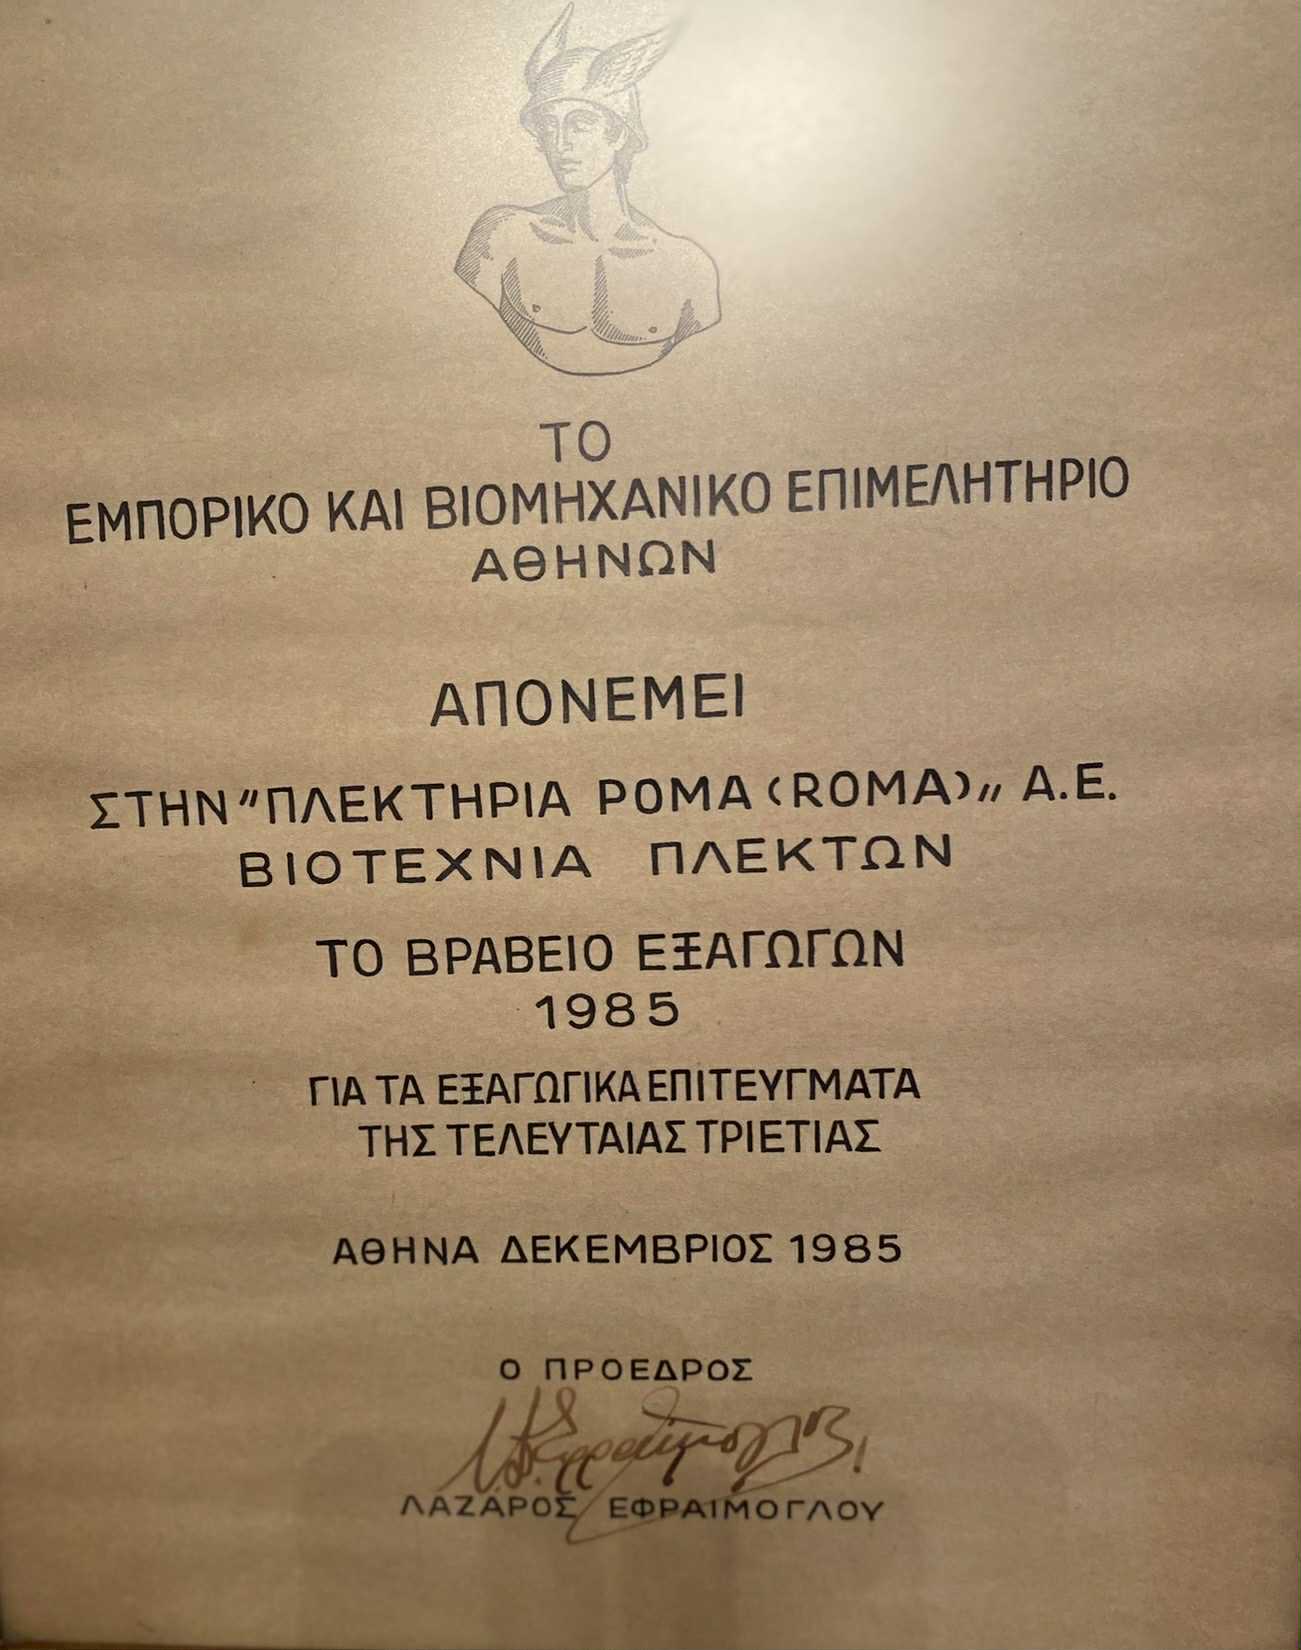 ΤΟ
ΕΜΠΟΡΙΚΟ ΚΑΙ ΒΙΟΜΗΧΑΝΙΚΟ ΕΠΙΜΕΛΗΤΗΡΙΟ
ΑΘΗΝΩΝ
ΑΠΟΝΕΜΕΙ
ΣΤΗΝ "ΠΛΕΚΤΗΡΙΑ ΡΟΜΑ (ROMA)„ Α.Ε.
ΒΙΟΤΕΧΝΙΑ ΠΛΕΚΤΩΝ
ΤΟ ΒΡΑΒΕΙΟ ΕΞΑΓΩΓΩΝ
1985
ΓΙΑ ΤΑ ΕΞΑΓΩΓΙΚΑ ΕΠΙΤΕΥΓΜΑΤΑ
ΤΗΣ ΤΕΛΕΥΤΑΙΑΣ ΤΡΙΕΤΙΑΣ
ΑΘΗΝΑ ΔΕΚΕΜΒΡΙΟΣ 1985
Ο ΠΡΟΕΔΡΟΣ
ΛΑΖΑΡΟΣ ΕΦΡΑΙΜΟΓΛΟΥ